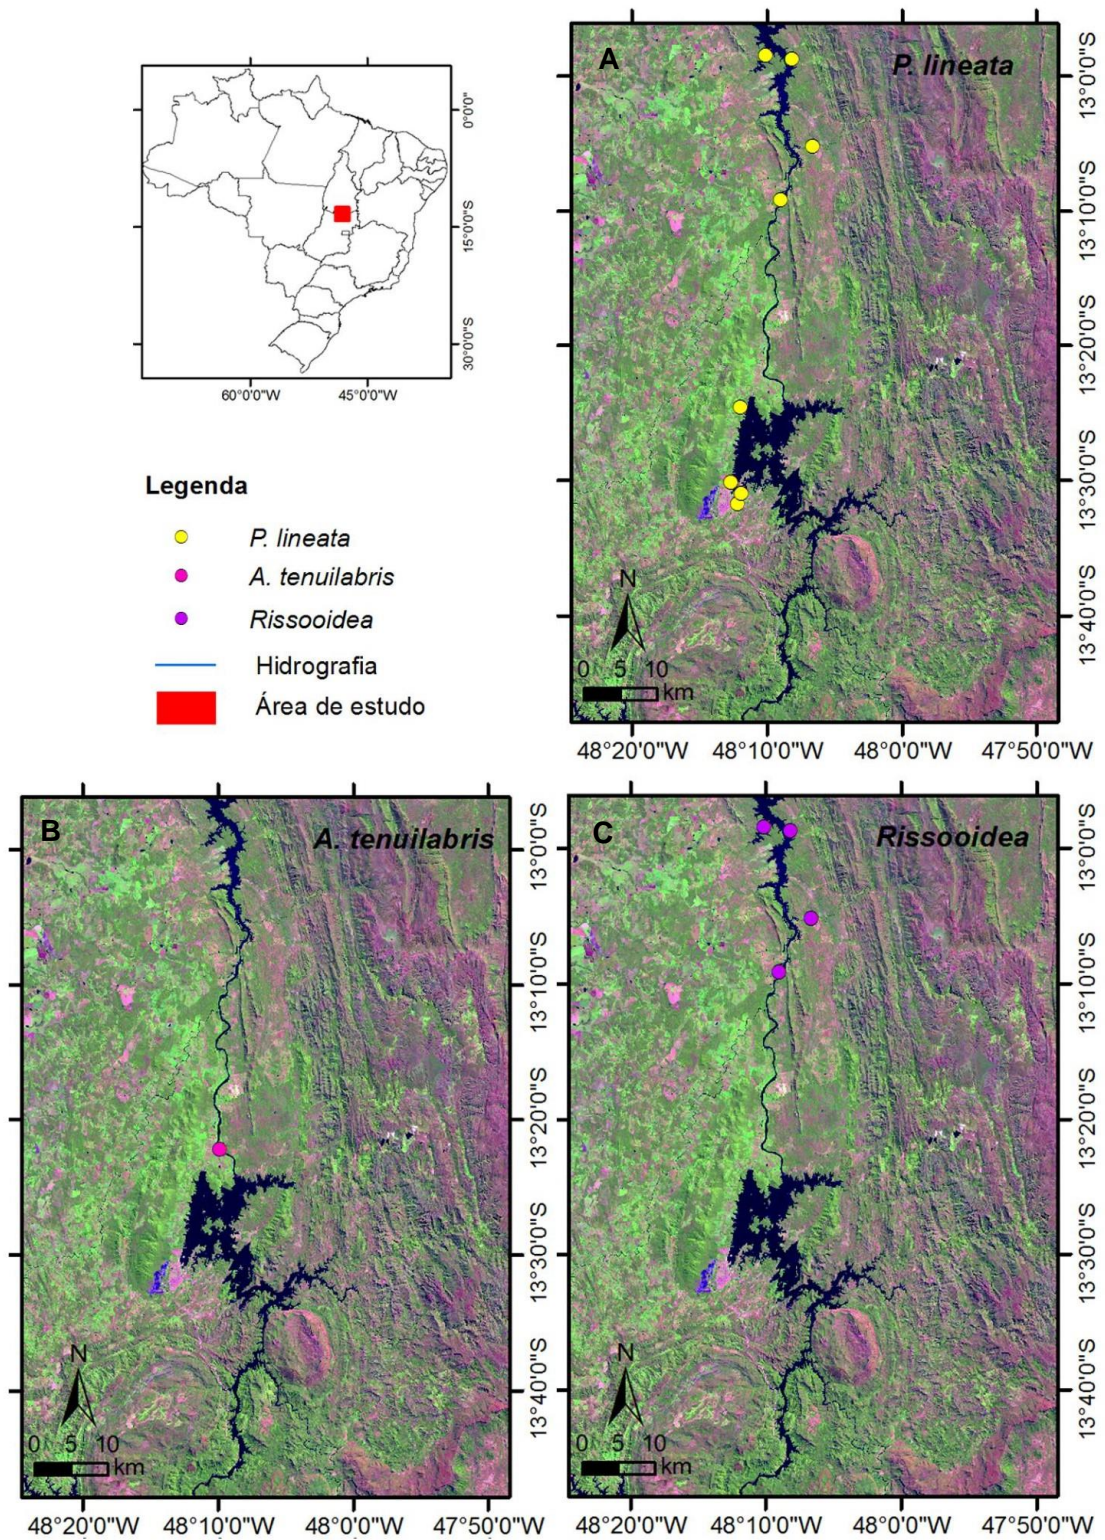 0°0'0"
15°0'0"S
30°0'0"S
60°0'0"W 45°0'0"W
Legenda
P. lineata
A. tenuilabris
Rissooidea
Hidrografia
Área de estudo
A
P. lineata
13°0'0"S
13°10'0"S
13°20'0"S
13°30'0"S
13°40'0"S
N
0 5 10
km
48°20'0"W 48°10'0"W 48°0'0"W 47°50'0"W
B
A. tenuilabris
13°0'0"S
13°10'0"S
13°20'0"S
13°30'0"S
13°40'0"S
N
0 5 10
km
48°20'0"W 48°10'0"W 48°0'0"W 47°50'0"W
C
Rissooidea
13°0'0"S
13°10'0"S
13°20'0"S
13°30'0"S
13°40'0"S
N
0 5 10
km
48°20'0"W 48°10'0"W 48°0'0"W 47°50'0"W